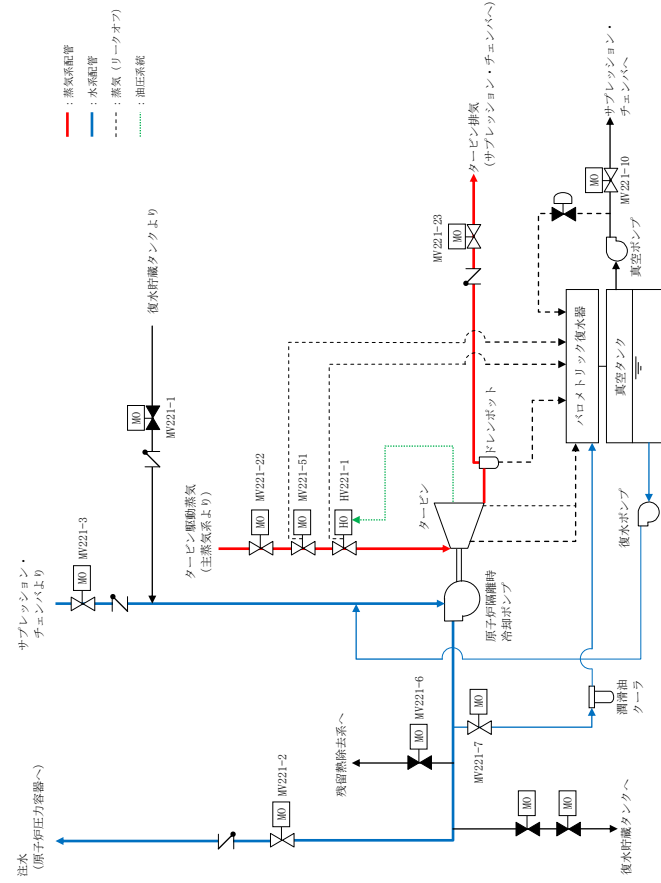 注水
(原子炉圧力容器へ)
サプレッション・
チェンバより
MO
MV221-3
復水貯蔵タンクより
MO
MV221-1
:蒸気系配管
:水系配管
:蒸気(リークオフ)
:油圧系統
タービン駆動蒸気
(主蒸気系より)
MO
MV221-22
MO
MV221-51
HO
HV221-1
MO
MV221-2
残留熱除去系へ
MO
MV221-6
MO
MV221-7
原子炉隔離時
冷却ポンプ
タービン
ドレンポット
MO
MV221-23
タービン排気
(サプレッション・チェンバへ)
潤滑油
クーラ
MO
MO
復水貯蔵タンクへ
復水ポンプ
バロメトリック復水器
真空タンク
真空ポンプ
MO
MV221-10
サプレッション・
チェンバへ